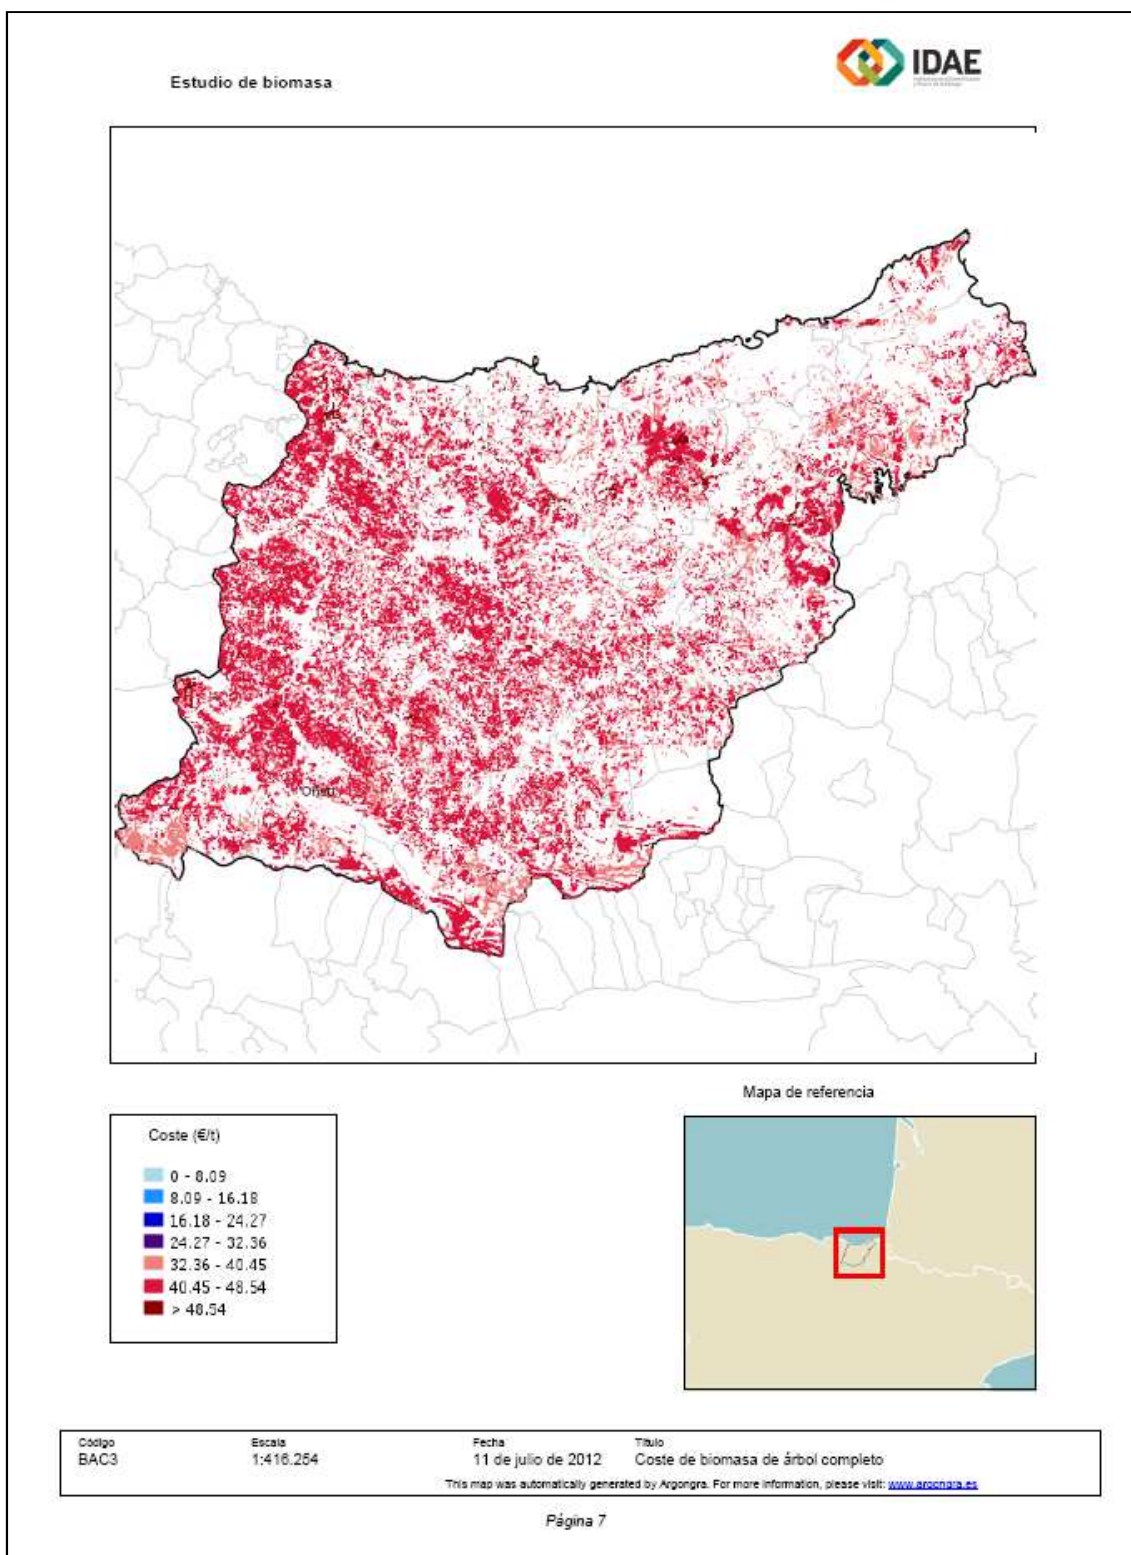 Estudio de biomasa
IDAE
Mapa de referencia
Coste (€/t)
0 - 8.09
8.09 - 16.18
16.18 - 24.27
24.27 - 32.36
32.36 - 40.45
40.45 - 48.54
> 48.54
Código Escala Fecha Título
BAC3 1:416.254 11 de julio de 2012 Coste de biomasa de árbol completo
This map was automatically generated by Argongra. For more information, please visit: www.argongra.es
Página 7